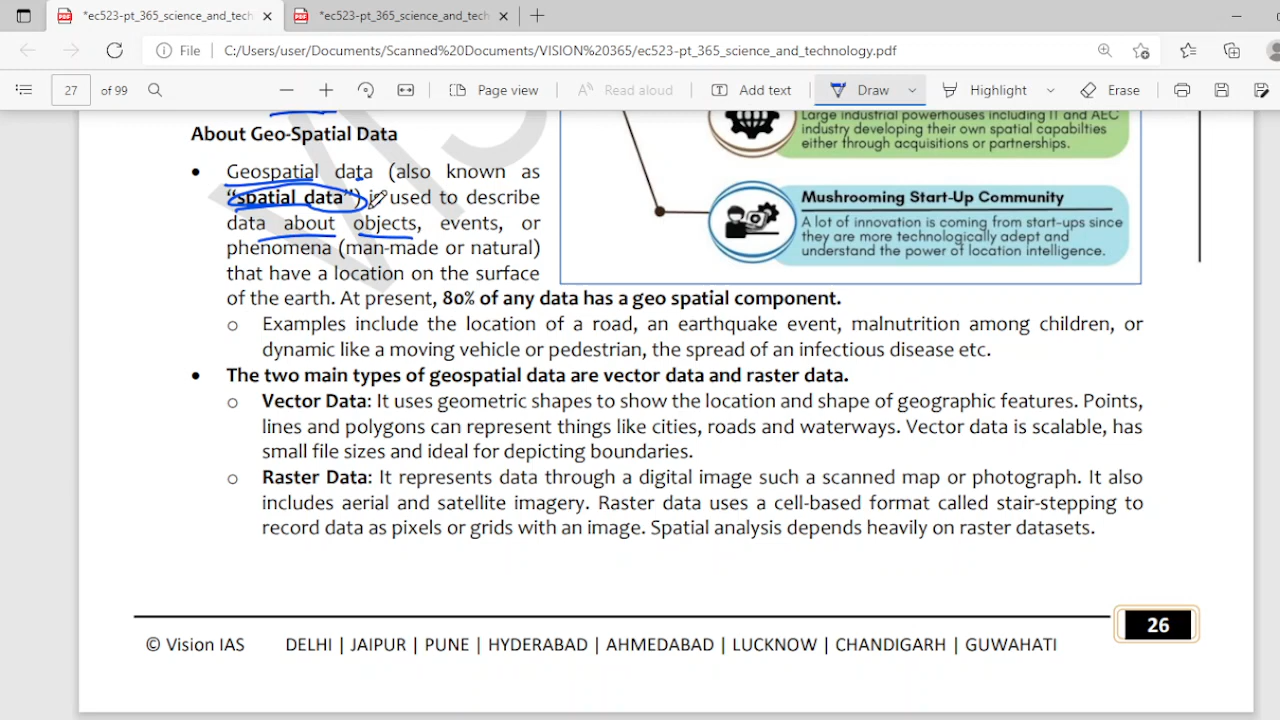 *ec523-pt_365_science_and_tech
*ec523-pt_365_science_and_tech
File
C:/Users/user/Documents/Scanned%20Documents/VISION%20365/ec523-pt_365_science_and_technology.pdf
27 of 99
Page view
Read aloud
Add text
Draw
Highlight
Erase
Large industrial powerhouses including IT and AEC
industry developing their own spatial capabilties
either through acquisitions or partnerships.
Mushrooming Start-Up Community
A lot of innovation is coming from start-ups since
they are more technologically adept and
understand the power of location intelligence.
About Geo-Spatial Data
• Geospatial data (also known as
“spatial data”) is used to describe
data about objects, events, or
phenomena (man-made or natural)
that have a location on the surface
of the earth. At present, 80% of any data has a geo spatial component.
o Examples include the location of a road, an earthquake event, malnutrition among children, or
dynamic like a moving vehicle or pedestrian, the spread of an infectious disease etc.
• The two main types of geospatial data are vector data and raster data.
o Vector Data: It uses geometric shapes to show the location and shape of geographic features. Points,
lines and polygons can represent things like cities, roads and waterways. Vector data is scalable, has
small file sizes and ideal for depicting boundaries.
o Raster Data: It represents data through a digital image such a scanned map or photograph. It also
includes aerial and satellite imagery. Raster data uses a cell-based format called stair-stepping to
record data as pixels or grids with an image. Spatial analysis depends heavily on raster datasets.
26
© Vision IAS DELHI | JAIPUR | PUNE | HYDERABAD | AHMEDABAD | LUCKNOW | CHANDIGARH | GUWAHATI